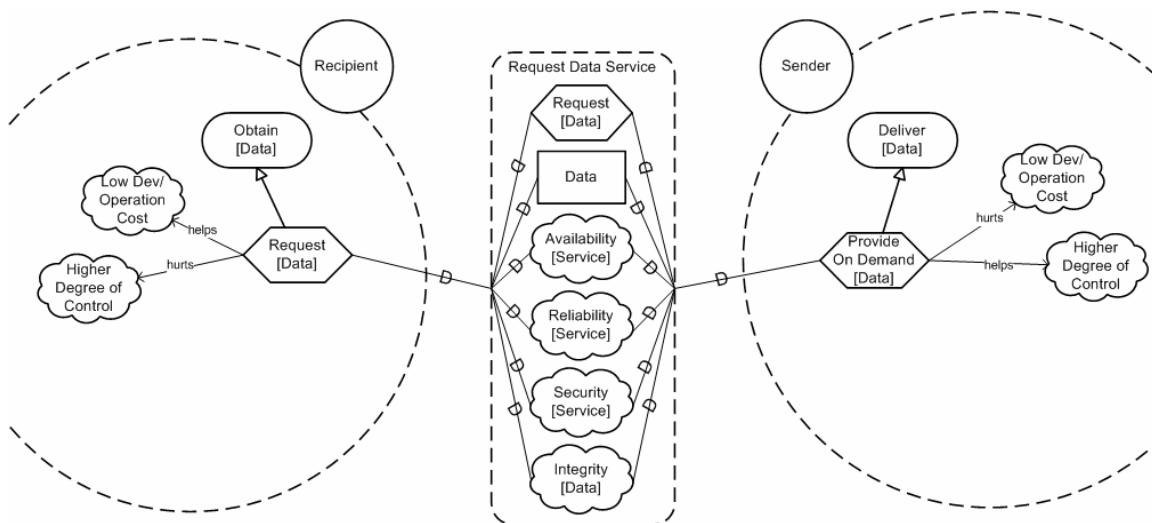 Recipient
Obtain
[Data]
Low Dev/
Operation
Cost
helps
Higher
Degree of
Control
hurts
Request
[Data]
Request Data Service
Request
[Data]
Data
Availability
[Service]
Reliability
[Service]
Security
[Service]
Integrity
[Data]
Sender
Deliver
[Data]
Low Dev/
Operation
Cost
hurts
Provide
On Demand
[Data]
helps
Higher
Degree of
Control